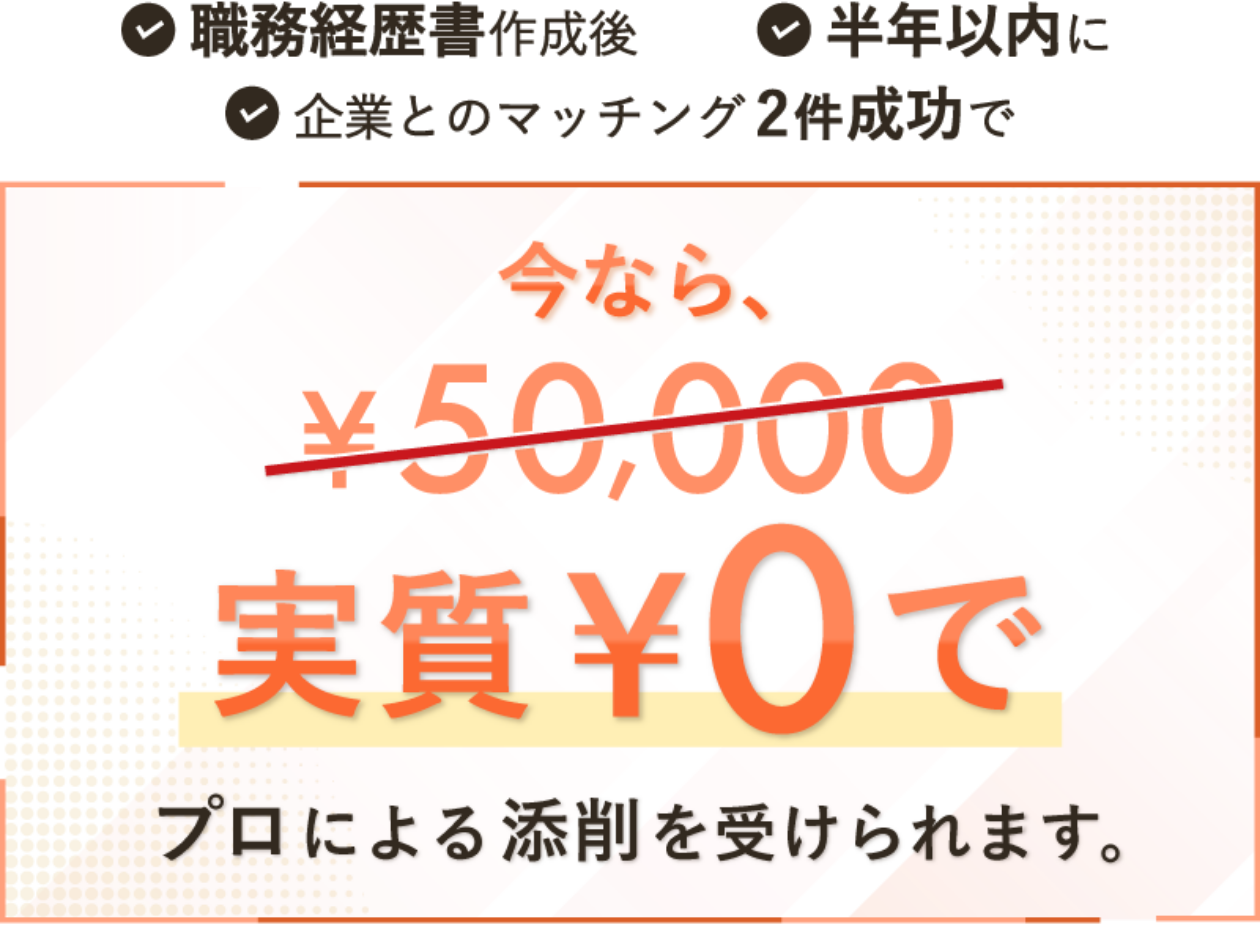 職務経歴書作成後 半年以内に
企業とのマッチング2件成功で
今なら、
¥50,000
実質¥0で
プロによる添削を受けられます。